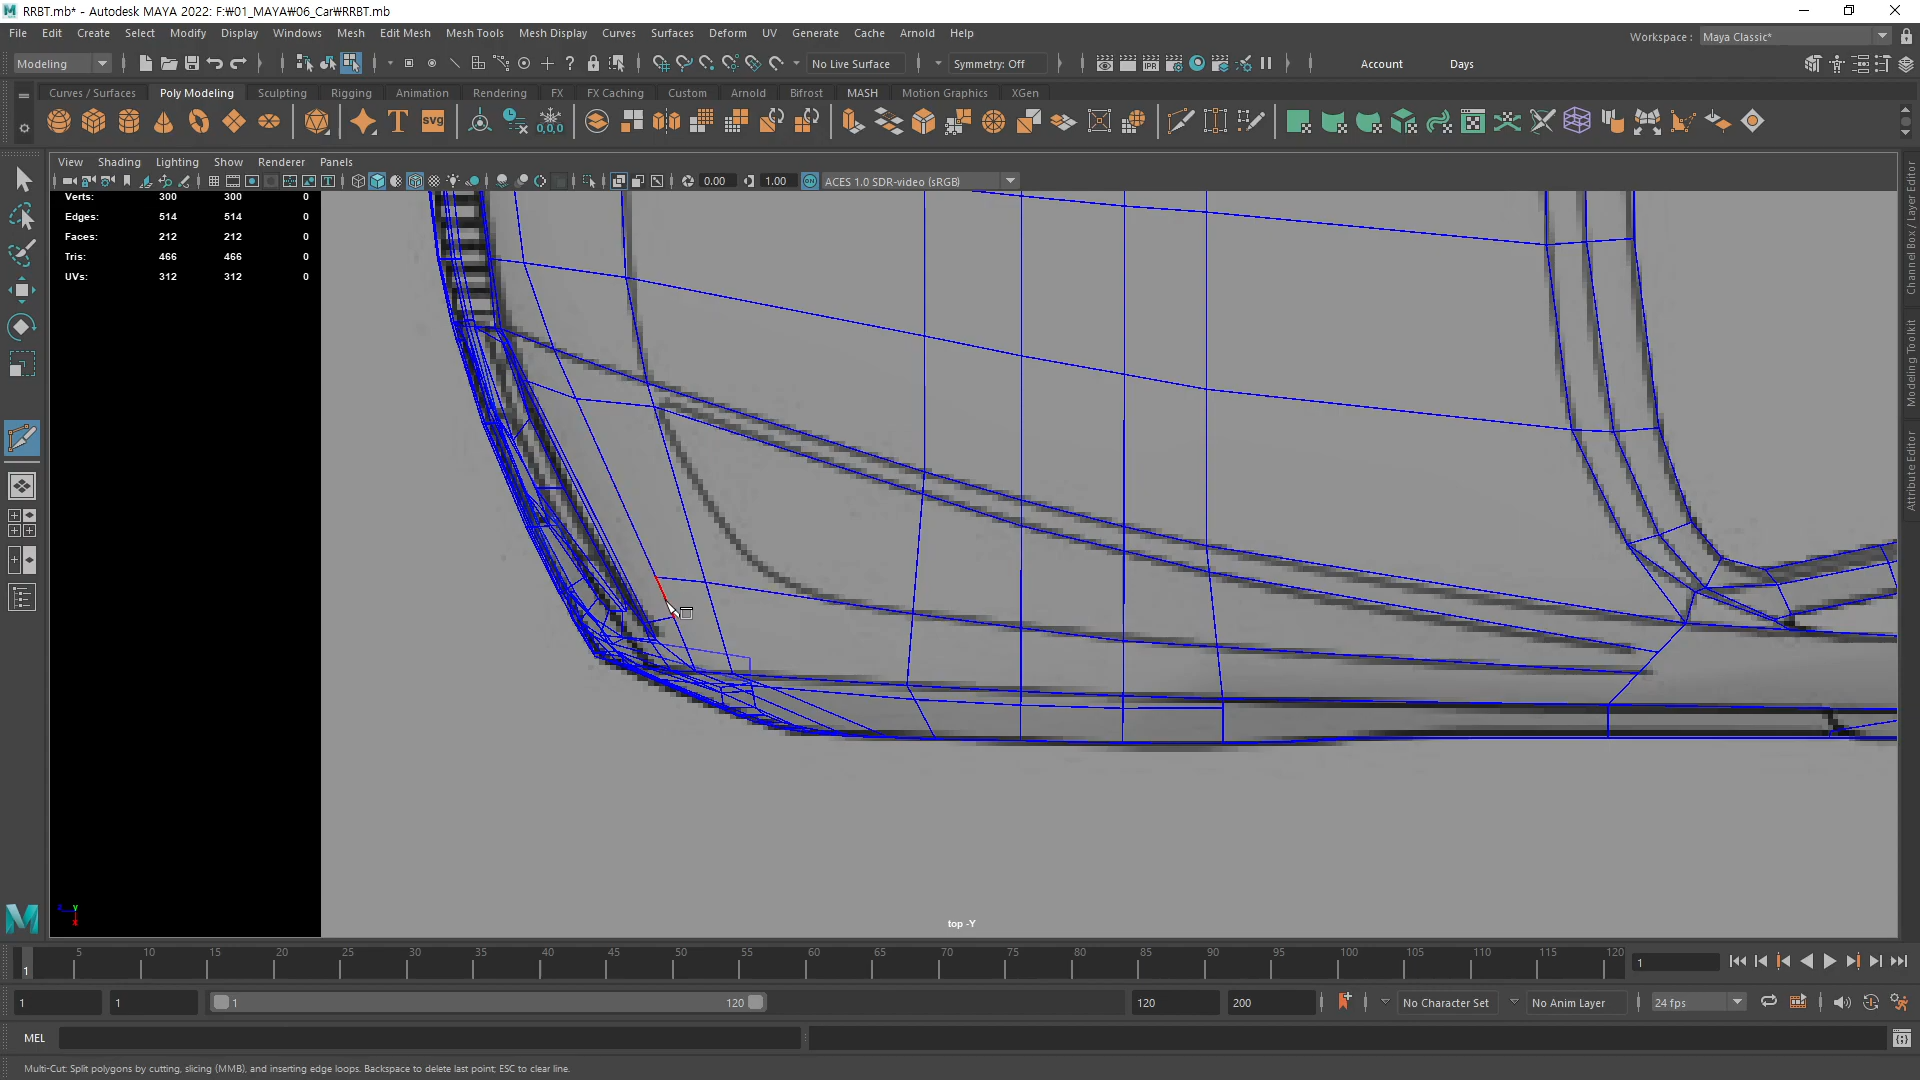 RRBT.mb* - Autodesk MAYA 2022: F:\01_MAYA\06_Car\RRBT.mb
File Edit Create Select Modify Display Windows Mesh Edit Mesh Mesh Tools Mesh Display Curves Surfaces Deform UV Generate Cache Arnold Help
Workspace : Maya Classic*
Modeling No Live Surface Symmetry: Off Account Days
Curves / Surfaces Poly Modeling Sculpting Rigging Animation Rendering FX FX Caching Custom Arnold Bifrost MASH Motion Graphics XGen
View Shading Lighting Show Renderer Panels
0.00 1.00 ACES 1.0 SDR-video (sRGB)
Verts: 300 300 0
Edges: 514 514 0
Faces: 212 212 0
Tris: 466 466 0
UVs: 312 312 0
Channel Box / Layer Editor
Modeling Toolkit
Attribute Editor
top -Y
5 10 15 20 25 30 35 40 45 50 55 60 65 70 75 80 85 90 95 100 105 110 115 120
1 1
1 1 1 120 120 200 No Character Set No Anim Layer 24 fps
MEL
Multi-Cut: Split polygons by cutting, slicing (MMB), and inserting edge loops. Backspace to delete last point; ESC to clear line.